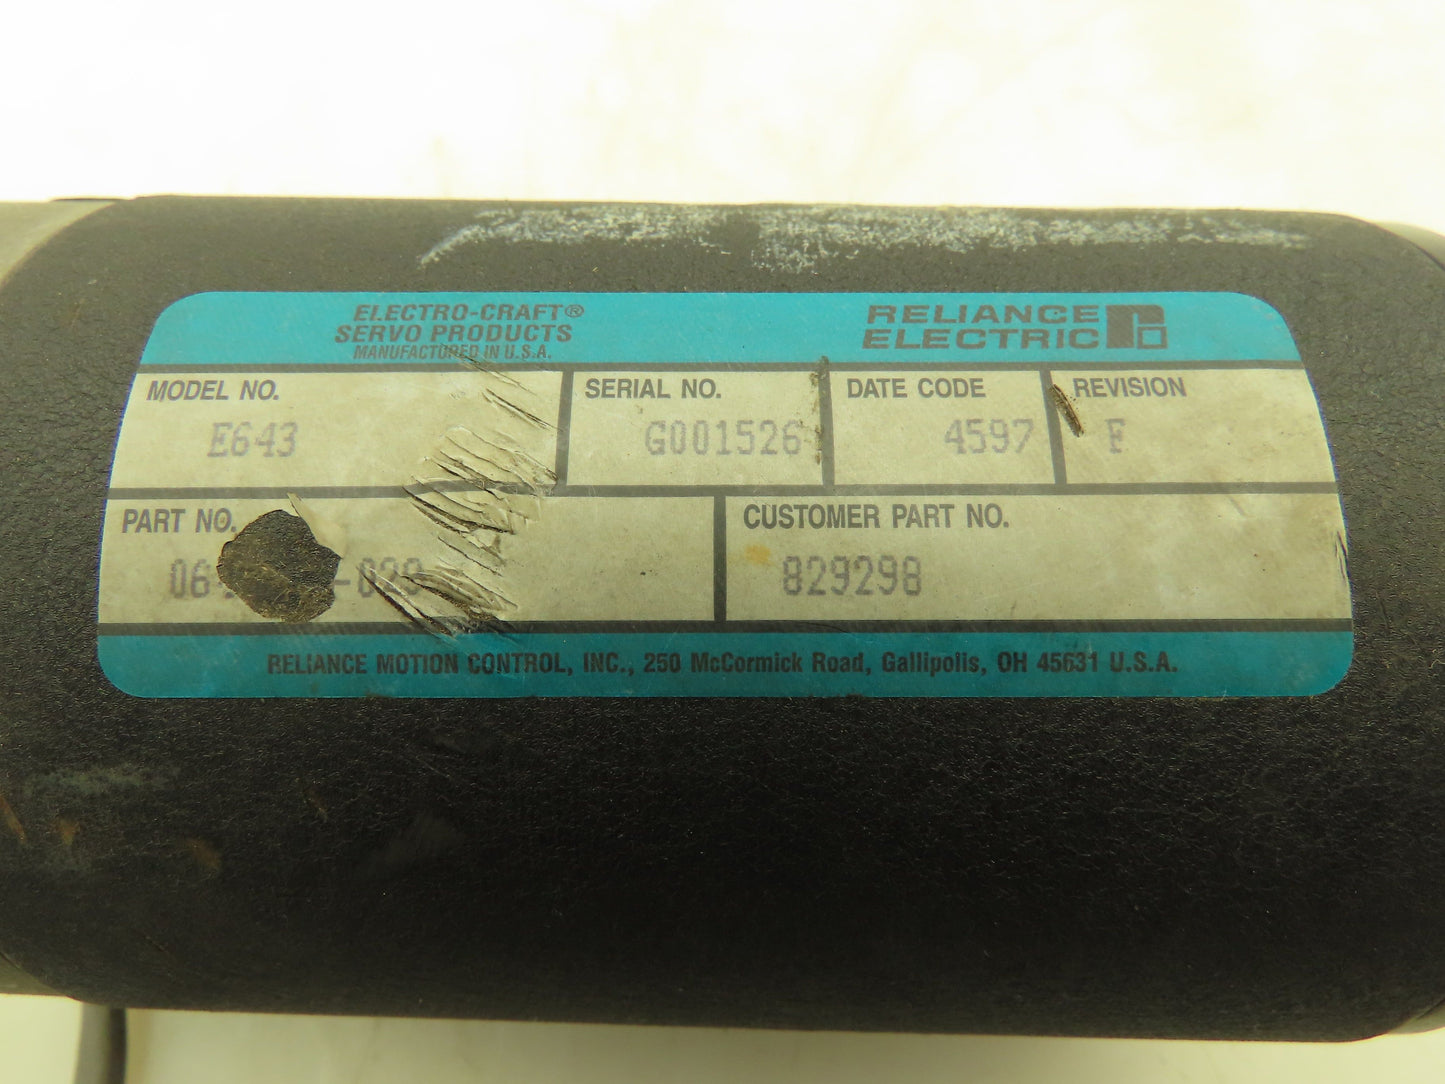 ELECTRO-CRAFT®
SERVO PRODUCTS
MANUFACTURED IN U.S.A.
RELIANCE
ELECTRIC
MODEL NO.
E643
SERIAL NO.
G001526
DATE CODE
4597
REVISION
F
PART NO.
CUSTOMER PART NO.
829298
RELIANCE MOTION CONTROL, INC., 250 McCormick Road, Gallipolis, OH 45631 U.S.A.